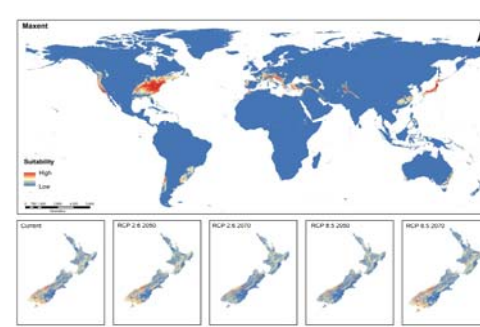 Maxent
A
Suitability
High
Low
Current
RCP 2.6 2050
RCP 2.6 2070
RCP 8.5 2050
RCP 8.5 2070